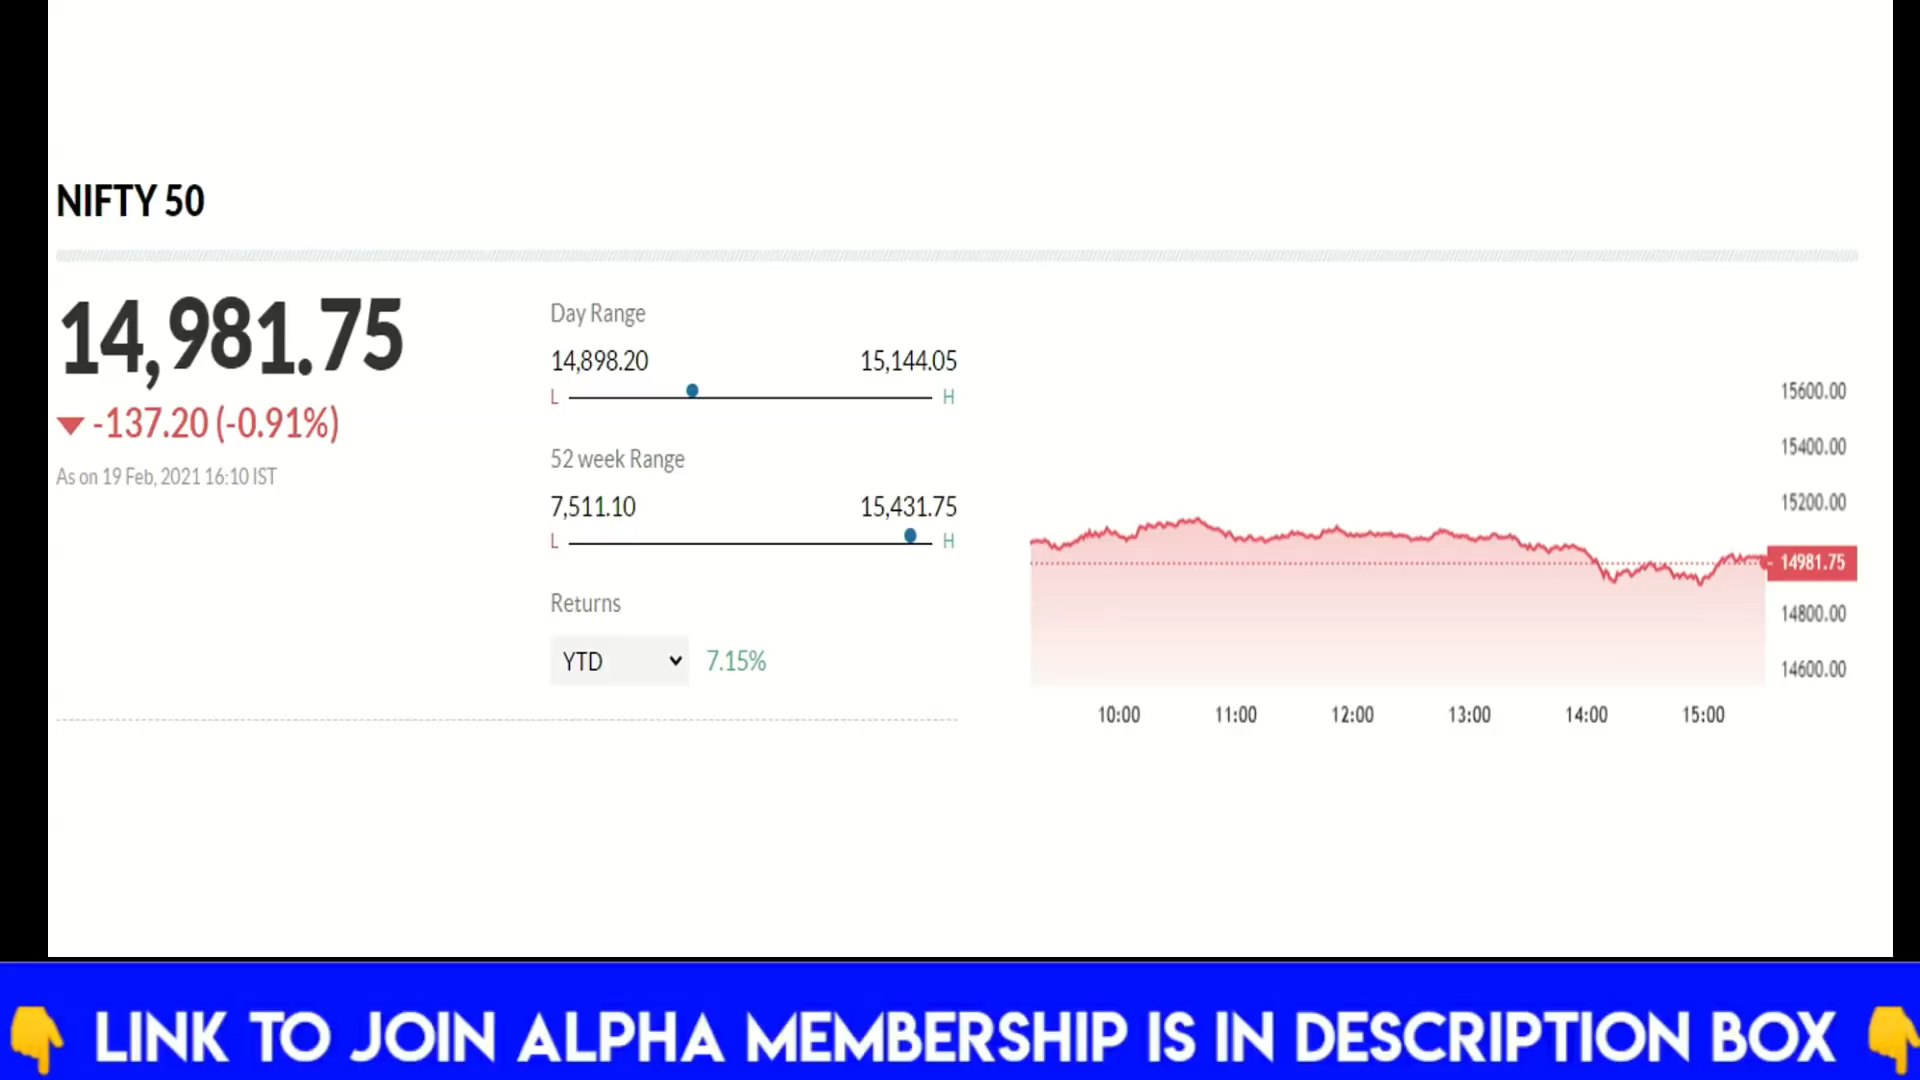 NIFTY 50
14,981.75
-137.20 (-0.91%)
As on 19 Feb, 2021 16:10 IST
Day Range
14,898.20 15,144.05
L H
52 week Range
7,511.10 15,431.75
L H
Returns
YTD 7.15%
15600.00
15400.00
15200.00
14981.75
14800.00
14600.00
10:00 11:00 12:00 13:00 14:00 15:00
LINK TO JOIN ALPHA MEMBERSHIP IS IN DESCRIPTION BOX